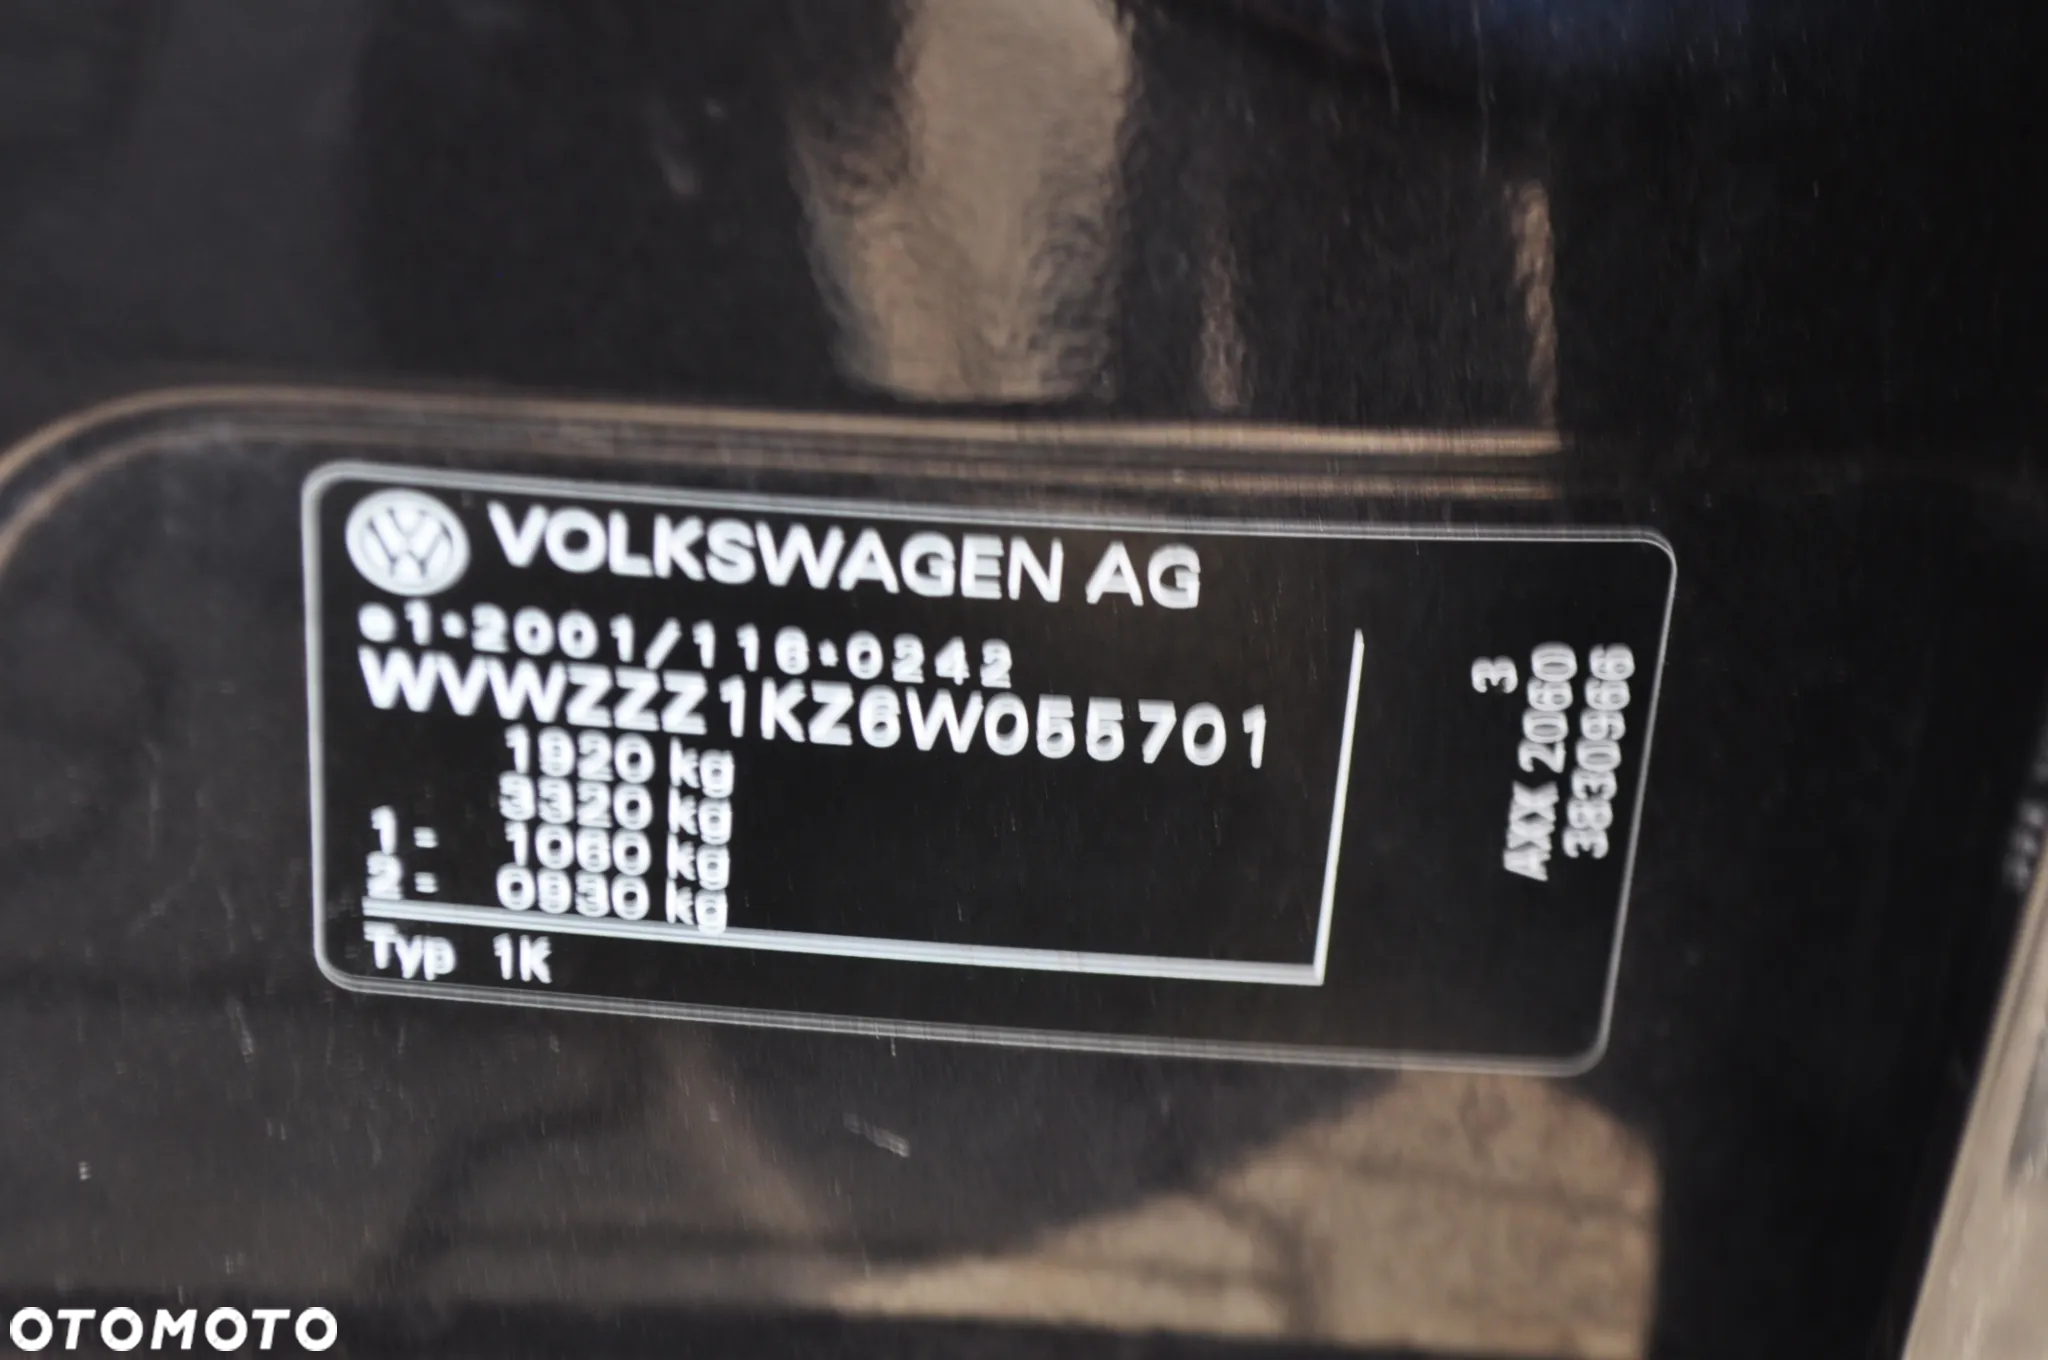 VOLKSWAGEN AG
e1*2001/116*0242
WVWZZZ1KZ6W055701
1920 kg
3320 kg
1- 1060 kg
2- 0930 kg
Typ 1K
3
AXX 2060
38330966
OTOMOTO